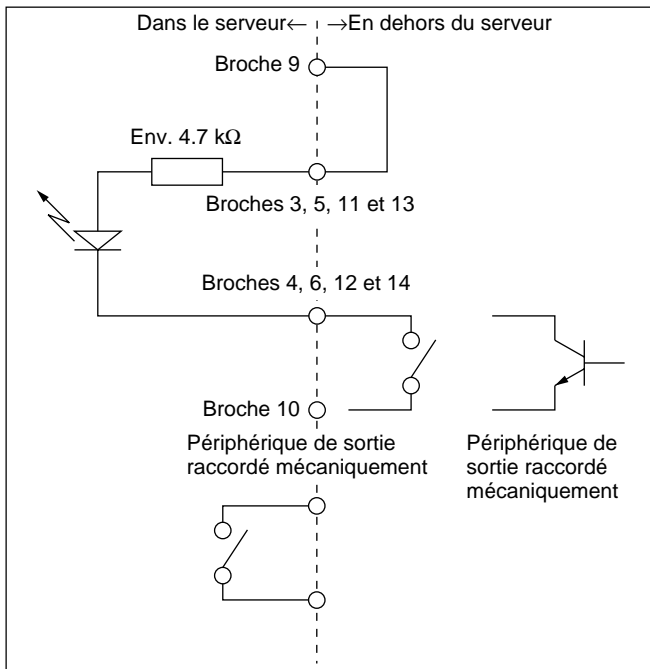 Dans le serveur← →En dehors du serveur
Broche 9
Env. 4.7 kΩ
Broches 3, 5, 11 et 13
Broches 4, 6, 12 et 14
Broche 10
Périphérique de sortie
raccordé mécaniquement
Périphérique de
sortie raccordé
mécaniquement